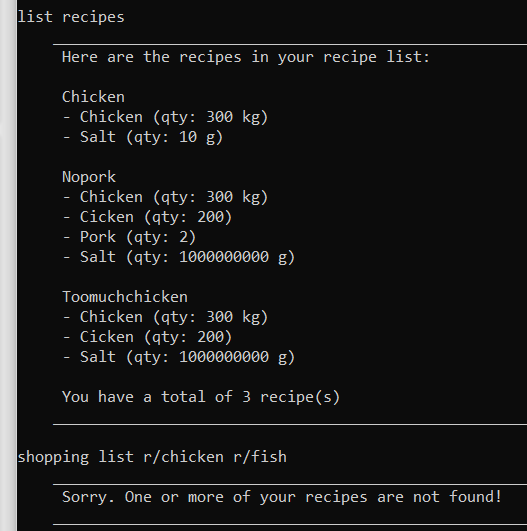 list recipes
Here are the recipes in your recipe list:
Chicken
- Chicken (qty: 300 kg)
- Salt (qty: 10 g)
Nopork
- Chicken (qty: 300 kg)
- Cicken (qty: 200)
- Pork (qty: 2)
- Salt (qty: 1000000000 g)
Toomuchchicken
- Chicken (qty: 300 kg)
- Cicken (qty: 200)
- Salt (qty: 1000000000 g)
You have a total of 3 recipe(s)
shopping list r/chicken r/fish
Sorry. One or more of your recipes are not found!